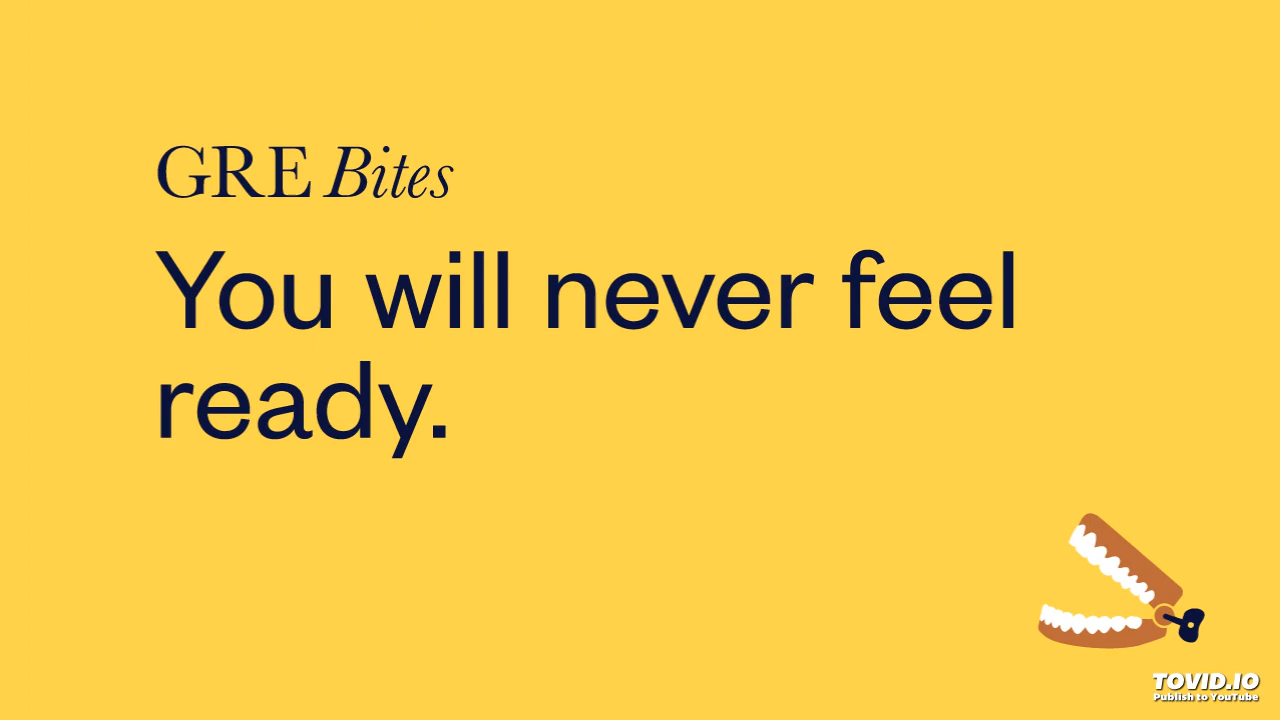 GRE Bites
You will never feel
ready.
TOVID.IO
Publish to YouTube